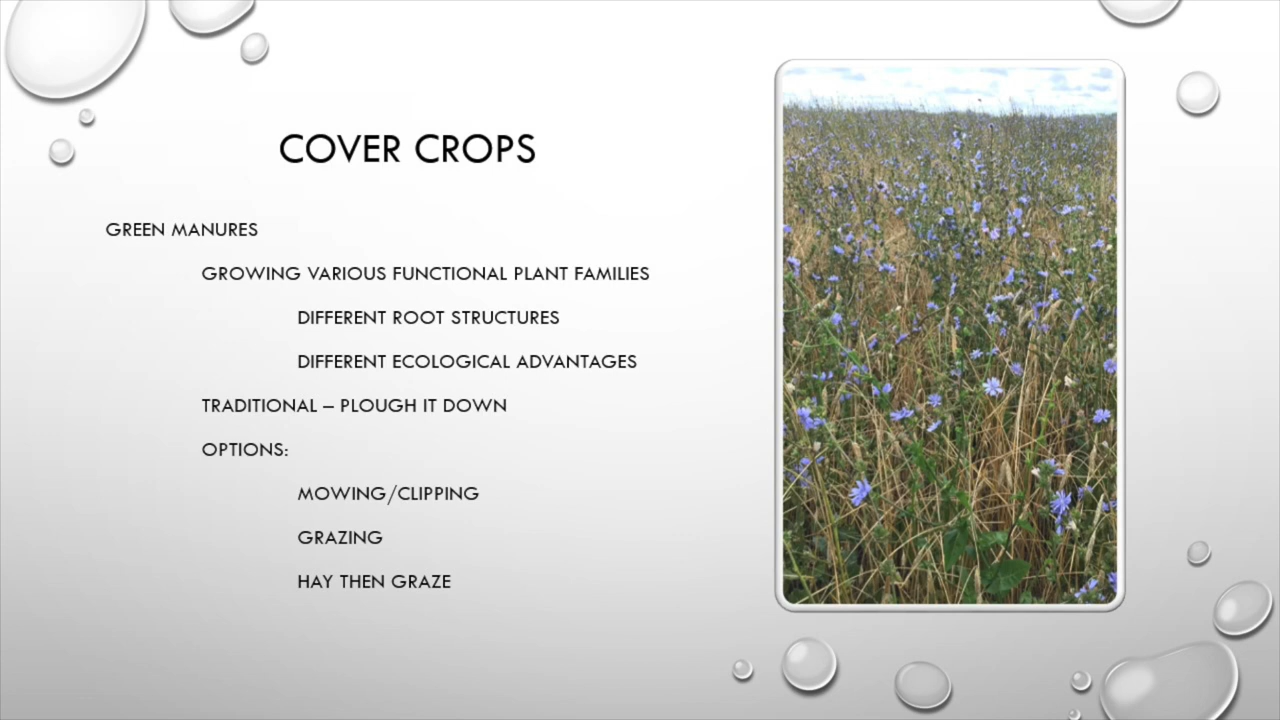 COVER CROPS
GREEN MANURES
GROWING VARIOUS FUNCTIONAL PLANT FAMILIES
DIFFERENT ROOT STRUCTURES
DIFFERENT ECOLOGICAL ADVANTAGES
TRADITIONAL – PLOUGH IT DOWN
OPTIONS:
MOWING/CLIPPING
GRAZING
HAY THEN GRAZE